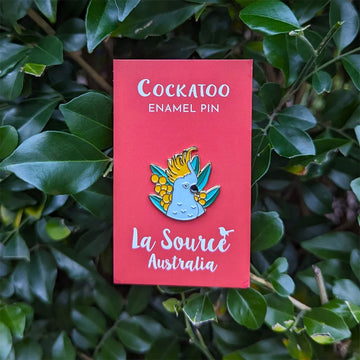 COCKATOO
ENAMEL PIN
La Source
Australia